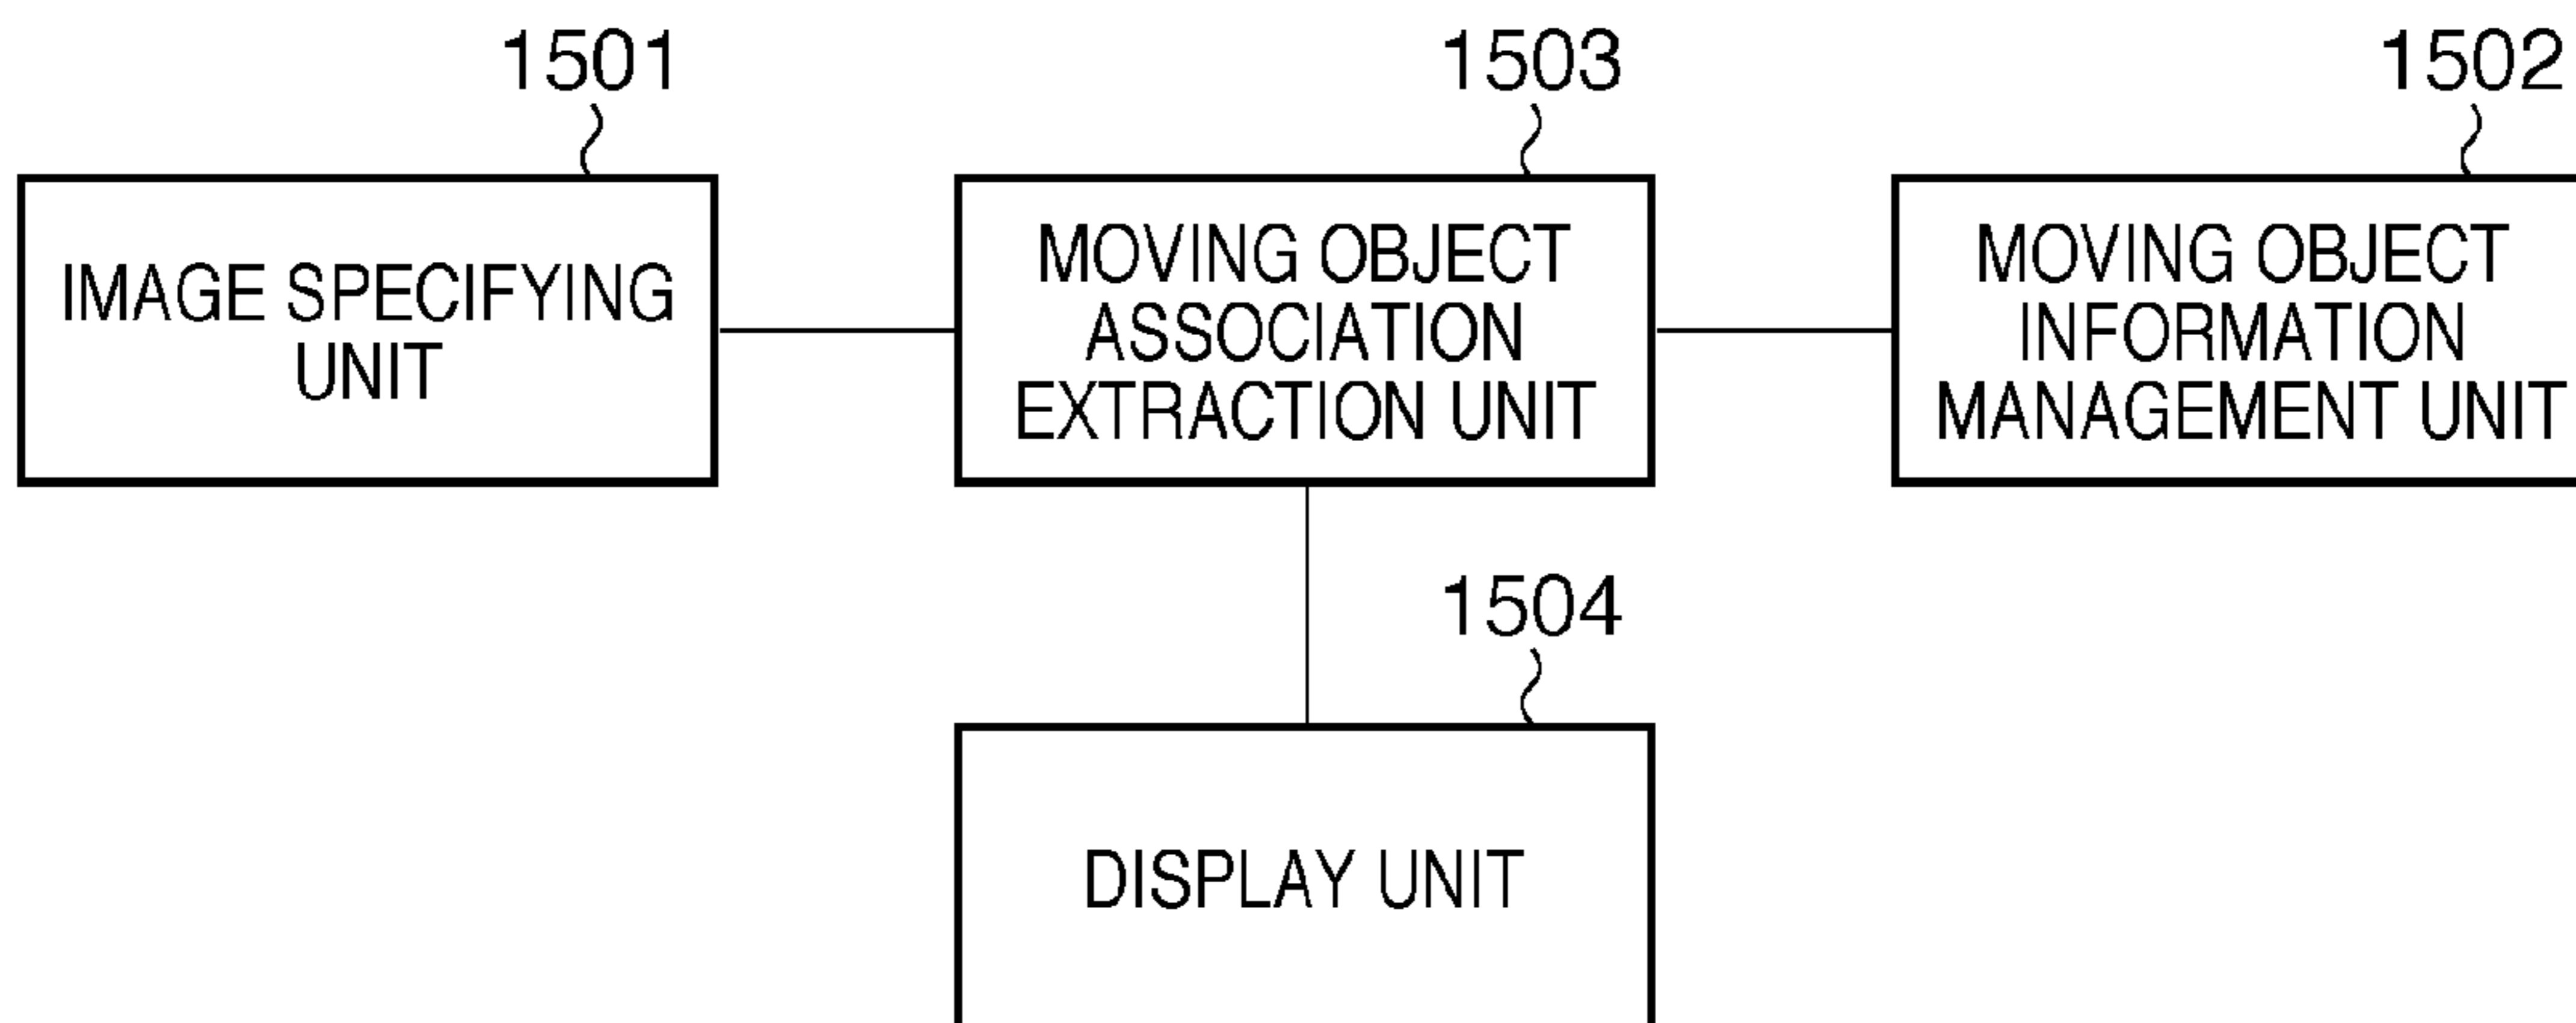 1501
1503
1502
IMAGE SPECIFYING
UNIT
MOVING OBJECT
ASSOCIATION
EXTRACTION UNIT
MOVING OBJECT
INFORMATION
MANAGEMENT UNIT
1504
DISPLAY UNIT